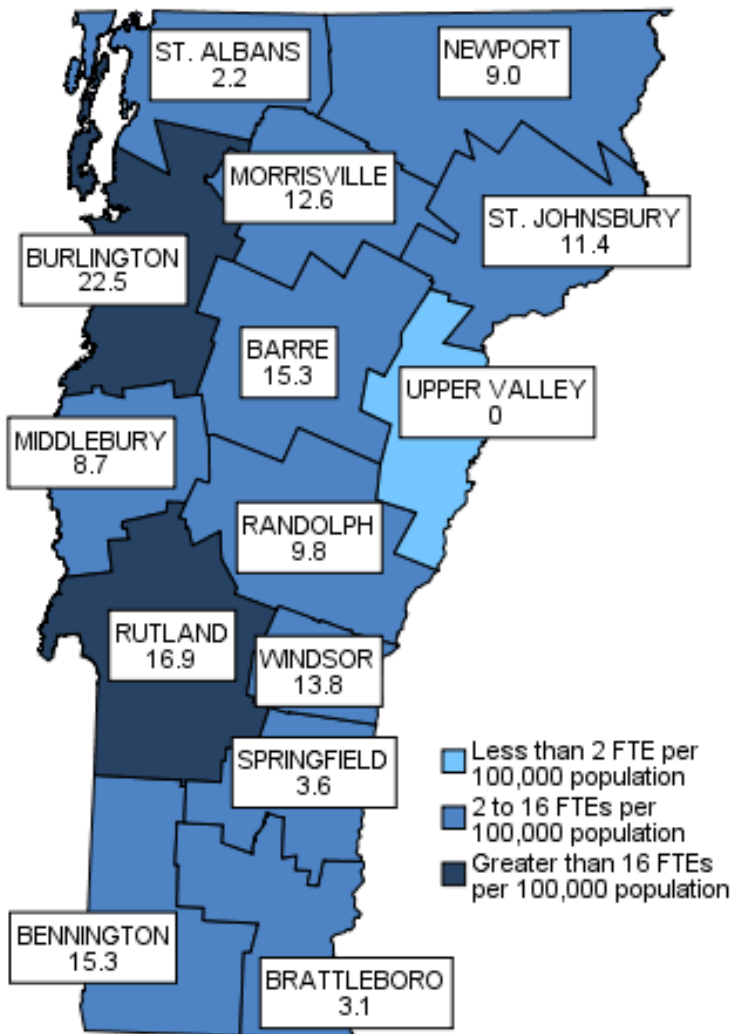 ST. ALBANS
2.2
NEWPORT
9.0
MORRISVILLE
12.6
ST. JOHNSBURY
11.4
BURLINGTON
22.5
BARRE
15.3
UPPER VALLEY
0
MIDDLEBURY
8.7
RANDOLPH
9.8
RUTLAND
16.9
WINDSOR
13.8
SPRINGFIELD
3.6
Less than 2 FTE per
100,000 population
2 to 16 FTEs per
100,000 population
Greater than 16 FTEs
per 100,000 population
BENNINGTON
15.3
BRATTLEBORO
3.1